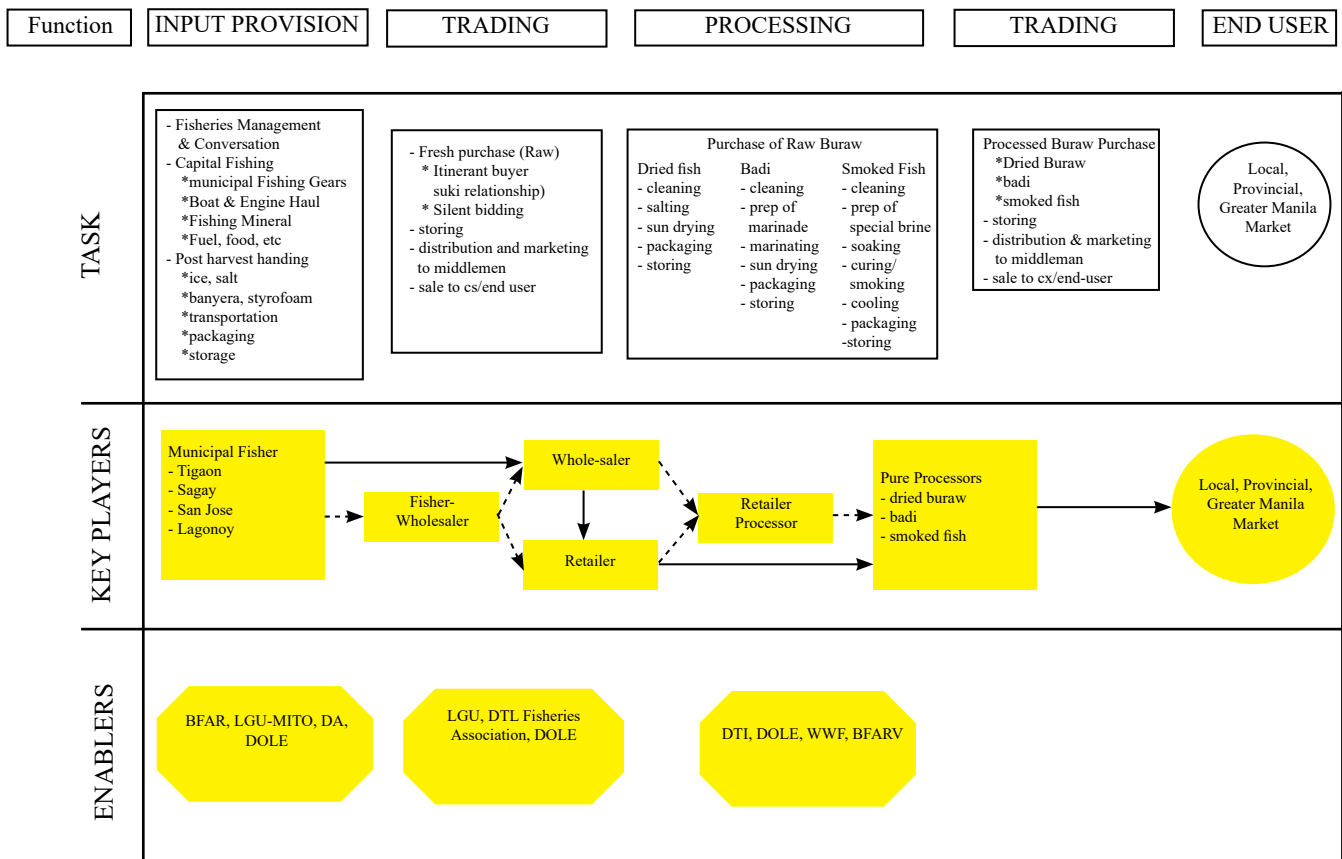 Function
INPUT PROVISION
TRADING
PROCESSING
TRADING
END USER
TASK
- Fisheries Management
& Conversation
- Capital Fishing
*municipal Fishing Gears
*Boat & Engine Haul
*Fishing Mineral
*Fuel, food, etc
- Post harvest handing
*ice, salt
*banyera, styrofoam
*transportation
*packaging
*storage
- Fresh purchase (Raw)
* Itinerant buyer
suki relationship)
* Silent bidding
- storing
- distribution and marketing
to middlemen
- sale to cs/end user
Purchase of Raw Buraw
Dried fish
- cleaning
- salting
- sun drying
- packaging
- storing
Badi
- cleaning
- prep of
marinade
- marinating
- sun drying
- packaging
- storing
Smoked Fish
- cleaning
- prep of
special brine
- soaking
- curing/
smoking
- cooling
- packaging
-storing
Processed Buraw Purchase
*Dried Buraw
*badi
*smoked fish
- storing
- distribution & marketing
to middleman
- sale to cx/end-user
Local,
Provincial,
Greater Manila
Market
KEY PLAYERS
Municipal Fisher
- Tigaon
- Sagay
- San Jose
- Lagonoy
Fisher-
Wholesaler
Whole-saler
Retailer
Retailer
Processor
Pure Processors
- dried buraw
- badi
- smoked fish
Local, Provincial,
Greater Manila
Market
ENABLERS
BFAR, LGU-MITO, DA,
DOLE
LGU, DTL Fisheries
Association, DOLE
DTI, DOLE, WWF, BFARV